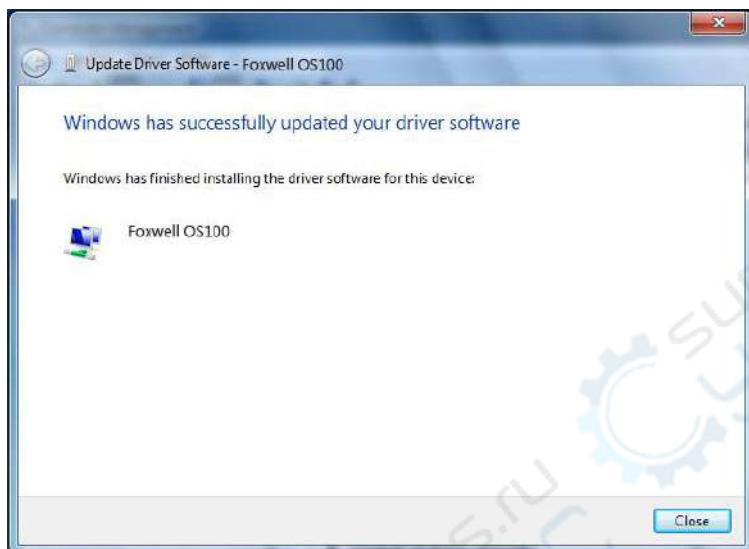 Update Driver Software - Foxwell OS100
Windows has successfully updated your driver software
Windows has finished installing the driver software for this device:
Foxwell OS100
Close